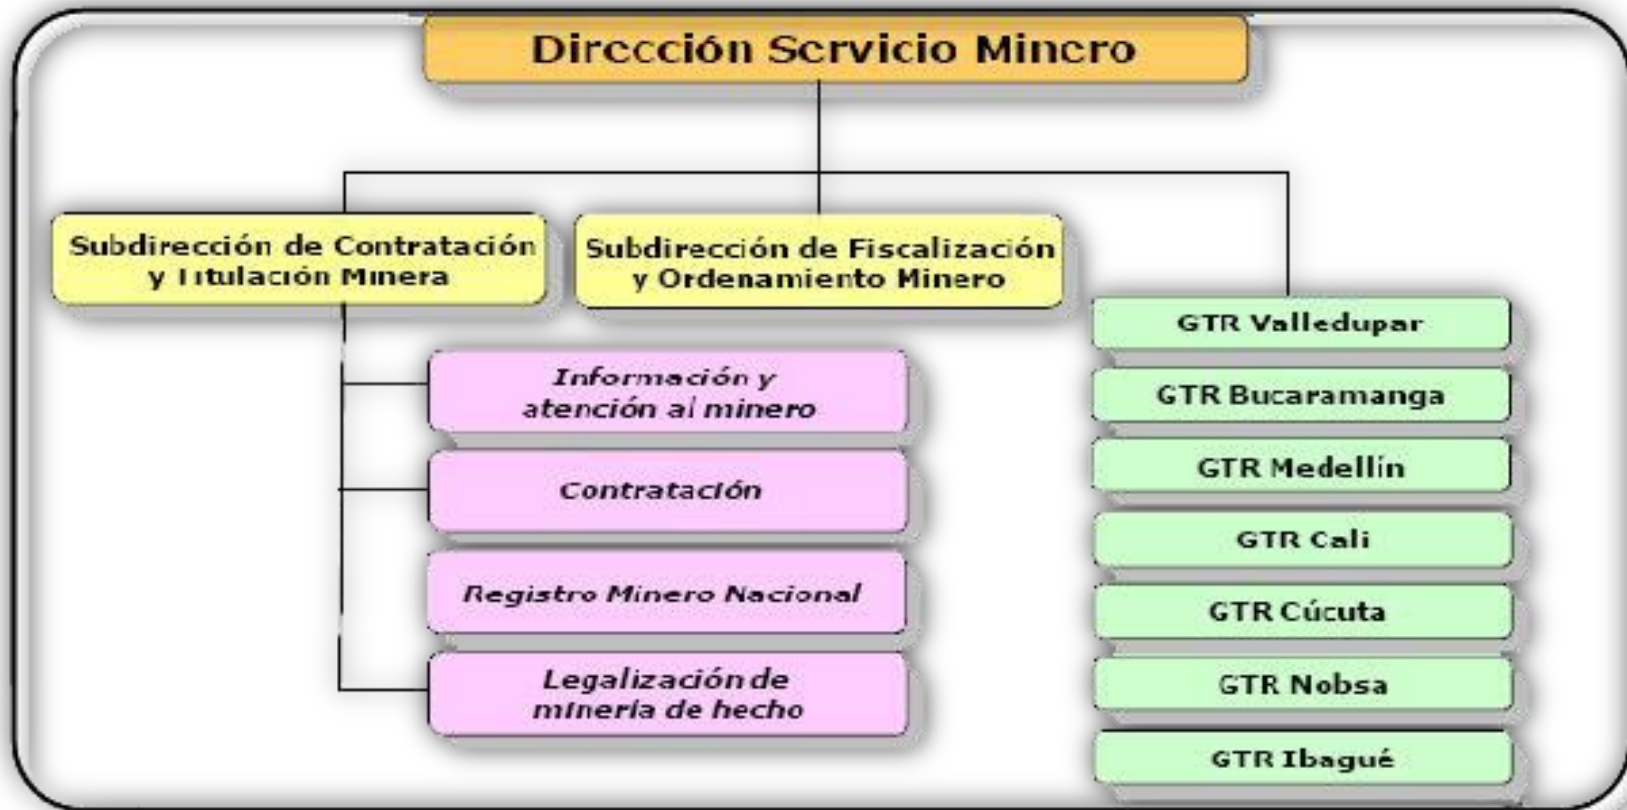 Dirección Servicio Minero
Subdirección de Contratación
y Titulación Minera
Subdirección de Fiscalización
y Ordenamiento Minero
Información y
atención al minero
Contratación
Registro Minero Nacional
Legalización de
minería de hecho
GTR Valledupar
GTR Bucaramanga
GTR Medellín
GTR Cali
GTR Cúcuta
GTR Nobsa
GTR Ibagué